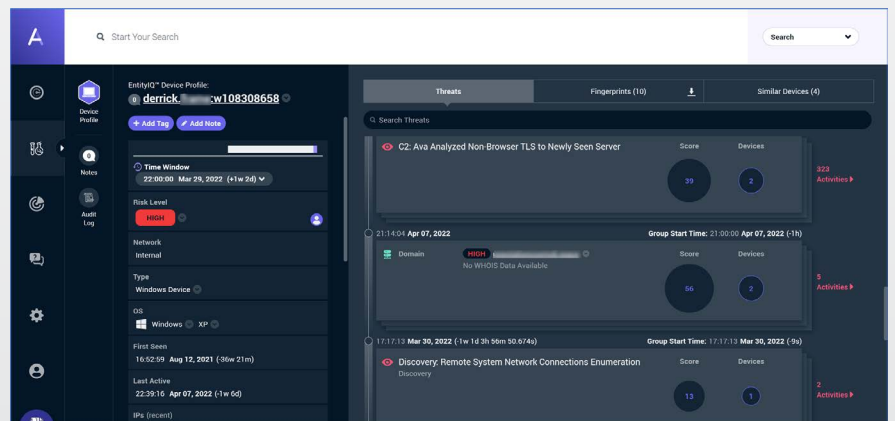 Start Your Search
Search
Device Profile
Notes
Audit Log
EntityIQ™ Device Profile:
0 derrick. :w108308658
+ Add Tag
Add Note
Time Window
22:00:00 Mar 29, 2022 (+1w 2d)
Risk Level
HIGH
Network
Internal
Type
Windows Device
OS
Windows XP
First Seen
16:52:59 Aug 12, 2021 (-36w 21m)
Last Active
22:39:16 Apr 07, 2022 (-1w 6d)
IPs (recent)
Threats
Fingerprints (10)
Similar Devices (4)
Search Threats
C2: Ava Analyzed Non-Browser TLS to Newly Seen Server
Score
Devices
39
2
323
Activities
21:14:04 Apr 07, 2022
Group Start Time: 21:00:00 Apr 07, 2022 (-1h)
Domain
HIGH
No WHOIS Data Available
Score
Devices
56
2
5
Activities
17:17:13 Mar 30, 2022 (-1w 1d 3h 56m 50.674s)
Group Start Time: 17:17:13 Mar 30, 2022 (-9s)
Discovery: Remote System Network Connections Enumeration
Discovery
Score
Devices
13
1
2
Activities